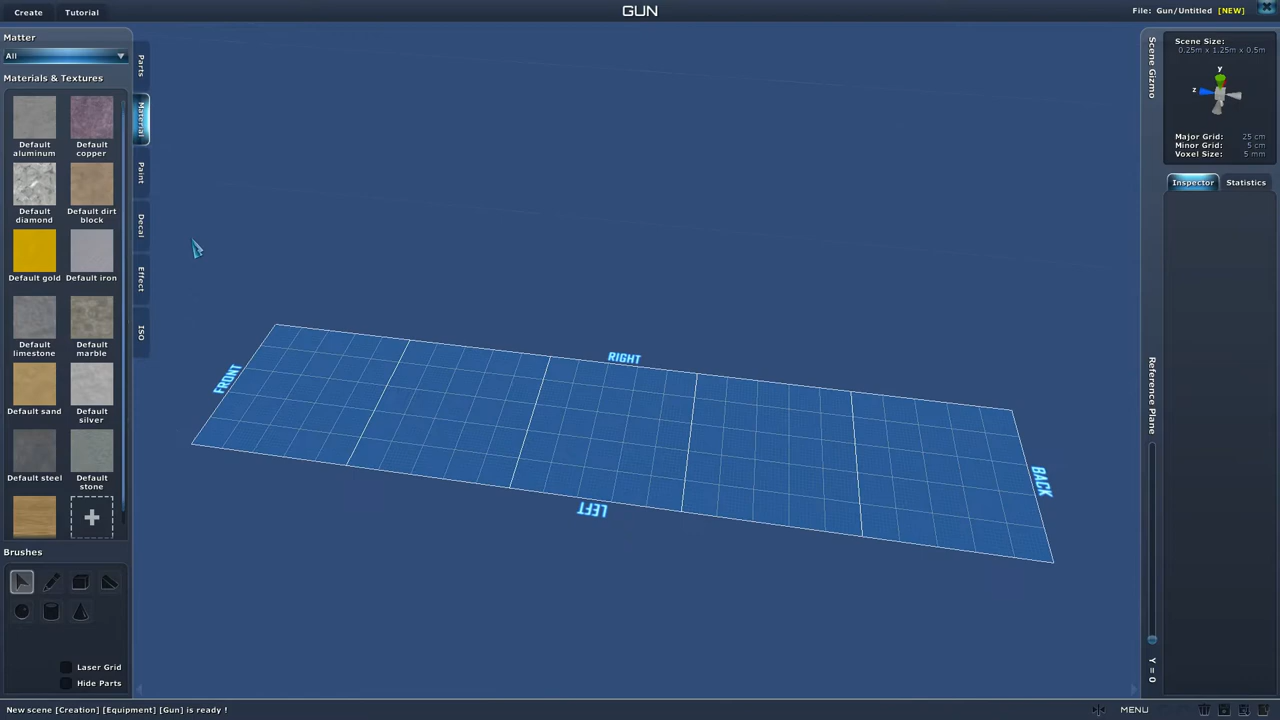 Create Tutorial GUN File: Gun/Untitled [NEW]
Matter
All
Materials & Textures
Default aluminum
Default copper
Default diamond
Default dirt block
Default gold
Default iron
Default limestone
Default marble
Default sand
Default silver
Default steel
Default stone
Brushes
Laser Grid
Hide Parts
Parts
Material
Paint
Decal
Effect
ISO
FRONT
RIGHT
LEFT
BACK
Scene Gizmo
Reference Plane
Y = 0
Scene Size:
0.25m x 1.25m x 0.5m
y
z
Major Grid: 25 cm
Minor Grid: 5 cm
Voxel Size: 5 mm
Inspector Statistics
New scene [Creation] [Equipment] [Gun] is ready !
MENU